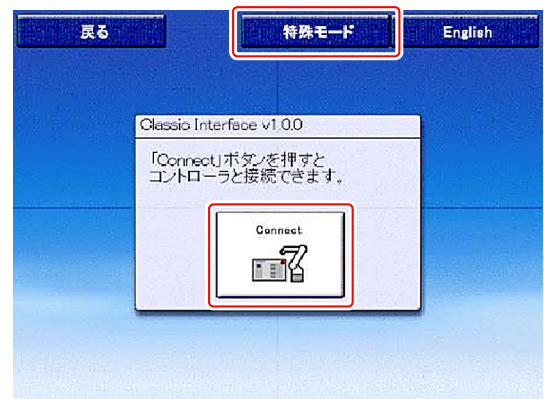 戻る
特殊モード
English
Classic Interface v1.0.0
「Connect」ボタンを押すと
コントローラと接続できます。
Connect